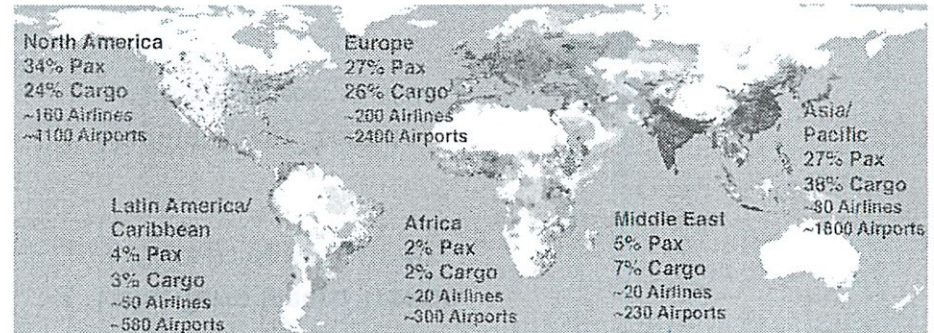 North America
34% Pax
24% Cargo
~160 Airlines
~4100 Airports
Europe
27% Pax
26% Cargo
~200 Airlines
~2400 Airports
Asia/
Pacific
27% Pax
38% Cargo
~80 Airlines
~1800 Airports
Latin America/
Caribbean
4% Pax
3% Cargo
~50 Airlines
~580 Airports
Africa
2% Pax
2% Cargo
~20 Airlines
~300 Airports
Middle East
5% Pax
7% Cargo
~20 Airlines
~230 Airports